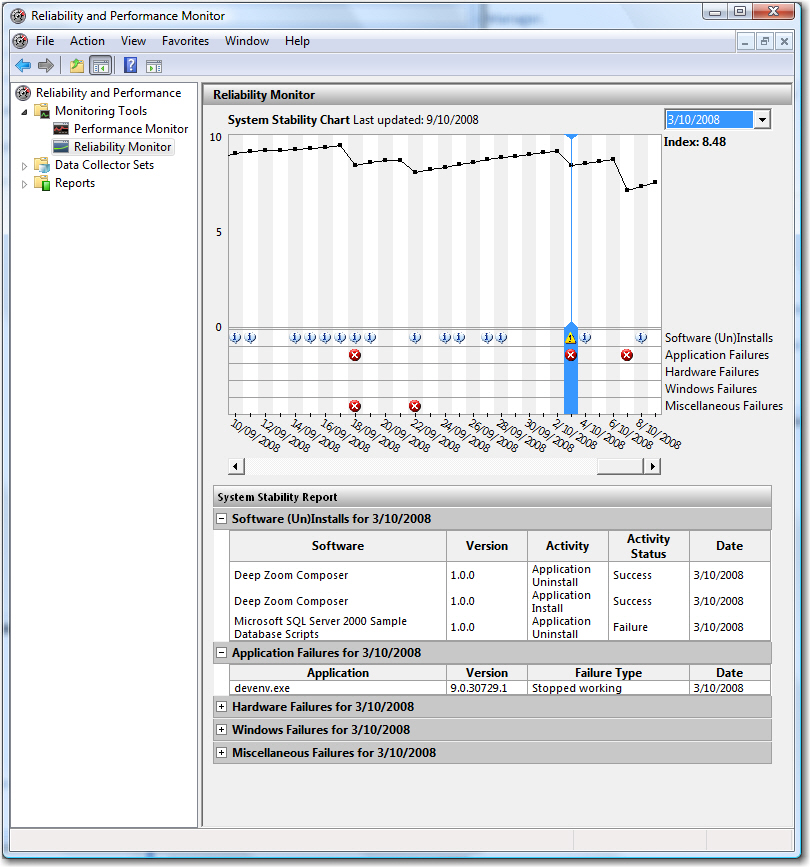 Manager.
Reliability and Performance Monitor
File Action View Favorites Window Help
Reliability and Performance
Monitoring Tools
Performance Monitor
Reliability Monitor
Data Collector Sets
Reports
Reliability Monitor
System Stability Chart Last updated: 9/10/2008
3/10/2008
Index: 8.48
10
5
0
Software (Un)Installs
Application Failures
Hardware Failures
Windows Failures
Miscellaneous Failures
10/09/2008 12/09/2008 14/09/2008 16/09/2008 18/09/2008 20/09/2008 22/09/2008 24/09/2008 26/09/2008 28/09/2008 30/09/2008 2/10/2008 4/10/2008 6/10/2008 8/10/2008
System Stability Report
Software (Un)Installs for 3/10/2008
Software Version Activity Activity Status Date
Deep Zoom Composer 1.0.0 Application Uninstall Success 3/10/2008
Deep Zoom Composer 1.0.0 Application Install Success 3/10/2008
Microsoft SQL Server 2000 Sample Database Scripts 1.0.0 Application Uninstall Failure 3/10/2008
Application Failures for 3/10/2008
Application Version Failure Type Date
devenv.exe 9.0.30729.1 Stopped working 3/10/2008
Hardware Failures for 3/10/2008
Windows Failures for 3/10/2008
Miscellaneous Failures for 3/10/2008